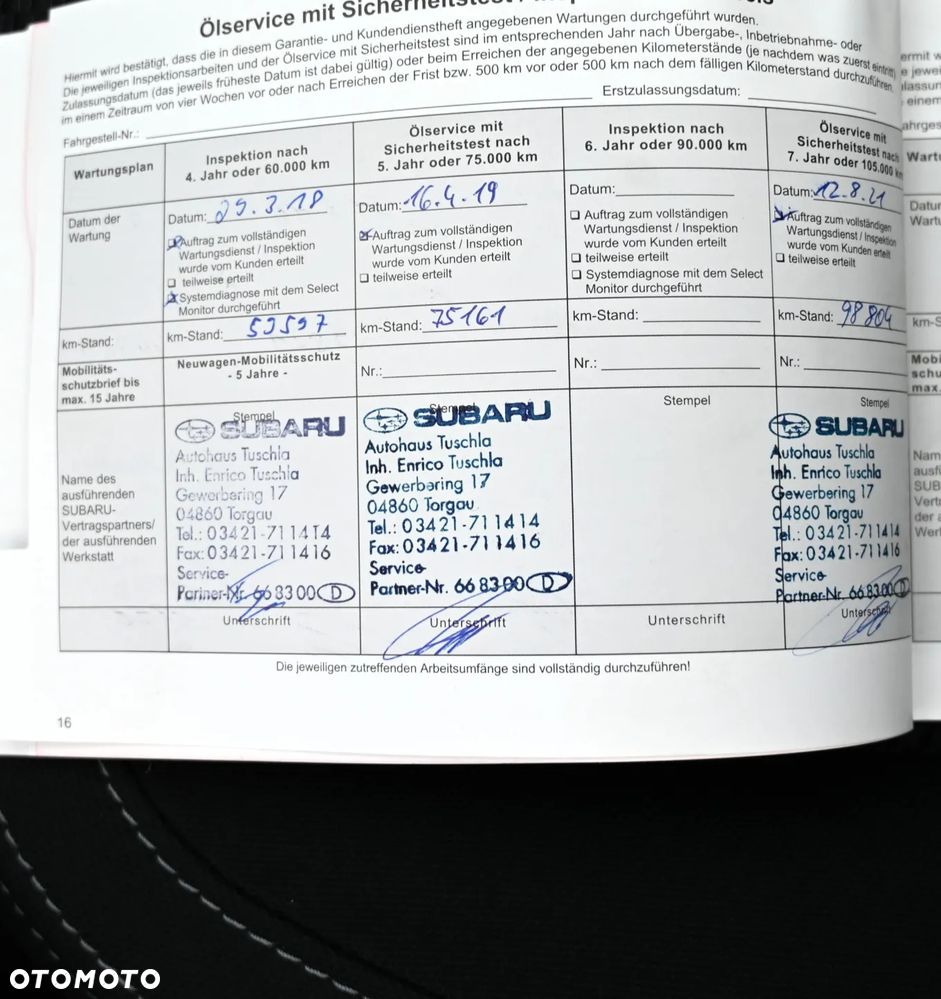 Ölservice mit
Hiermit wird bestätigt, dass die in diesem Garantie- und Kundendienstheft angegebenen Wartungen durchgeführt wurden.
Die jeweiligen Inspektionsarbeiten und der Ölservice mit Sicherheitstest sind im entsprechenden Jahr nach Übergabe-, Inbetriebnahme- oder
Zulassungsdatum (das jeweils früheste Datum ist dabei gültig) oder beim Erreichen der angegebenen Kilometerstände (je nachdem was zuerst eintritt)
im einem Zeitraum von vier Wochen vor oder nach Erreichen der Frist bzw. 500 km vor oder 500 km nach dem fälligen Kilometerstand durchzuführen.
Fahrgestell-Nr.: Erstzulassungsdatum:
Wartungsplan
Inspektion nach
4. Jahr oder 60.000 km
Ölservice mit
Sicherheitstest nach
5. Jahr oder 75.000 km
Inspektion nach
6. Jahr oder 90.000 km
Ölservice mit
Sicherheitstest nach
7. Jahr oder 105.000 km
Datum der
Wartung
Datum: 29.3.18
Auftrag zum vollständigen
Wartungsdienst / Inspektion
wurde vom Kunden erteilt
teilweise erteilt
Systemdiagnose mit dem Select
Monitor durchgeführt
Datum: 16.4.19
Auftrag zum vollständigen
Wartungsdienst / Inspektion
wurde vom Kunden erteilt
teilweise erteilt
Datum:
Auftrag zum vollständigen
Wartungsdienst / Inspektion
wurde vom Kunden erteilt
teilweise erteilt
Systemdiagnose mit dem Select
Monitor durchgeführt
Datum: 12.8.21
Auftrag zum vollständigen
Wartungsdienst / Inspektion
wurde vom Kunden erteilt
teilweise erteilt
km-Stand:
km-Stand: 59597
km-Stand: 75161
km-Stand:
km-Stand: 98804
Mobilitäts-
schutzbrief bis
max. 15 Jahre
Neuwagen-Mobilitätsschutz
- 5 Jahre -
Nr.:
Nr.:
Nr.:
Name des
ausführenden
SUBARU-
Vertragspartners/
der ausführenden
Werkstatt
Stempel
SUBARU
Autohaus Tuschla
Inh. Enrico Tuschla
Gewerbering 17
04860 Torgau
Tel.: 03421-711414
Fax: 03421-711416
Service-
Partner-Nr. 668300 D
Unterschrift
Stempel
SUBARU
Autohaus Tuschla
Inh. Enrico Tuschla
Gewerbering 17
04860 Torgau
Tel.: 03421-711414
Fax: 03421-711416
Service-
Partner-Nr. 668300 D
Unterschrift
Stempel
Unterschrift
Stempel
SUBARU
Autohaus Tuschla
Inh. Enrico Tuschla
Gewerbering 17
04860 Torgau
Tel.: 03421-711414
Fax: 03421-711416
Service-
Partner-Nr. 668300 D
Unterschrift
Die jeweiligen zutreffenden Arbeitsumfänge sind vollständig durchzuführen!
16
OTOMOTO